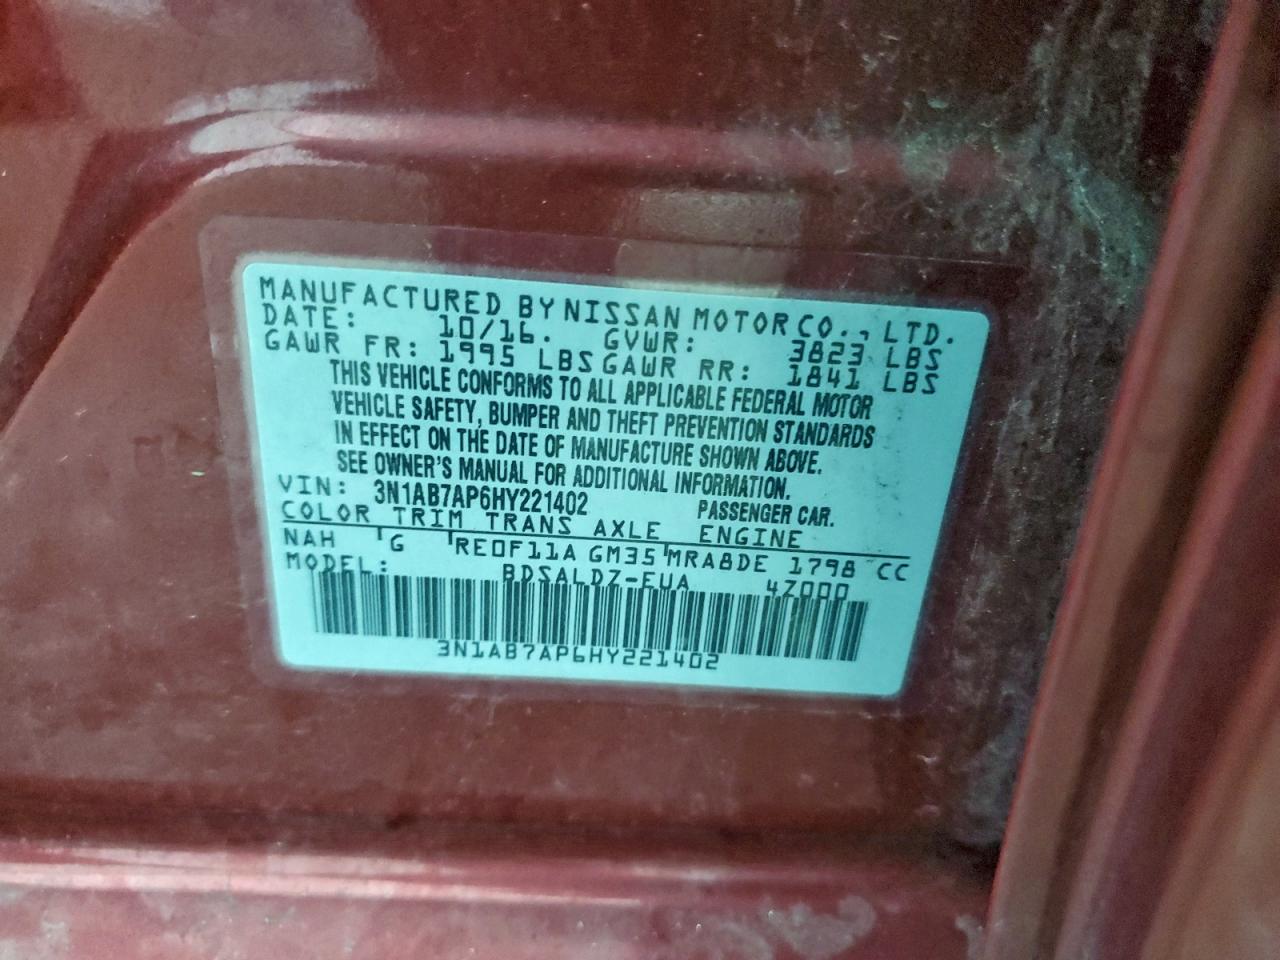 MANUFACTURED BY NISSAN MOTOR CO., LTD.
DATE: 10/16. GVWR: 3823 LBS
GAWR FR: 1995 LBS GAWR RR: 1841 LBS
THIS VEHICLE CONFORMS TO ALL APPLICABLE FEDERAL MOTOR
VEHICLE SAFETY, BUMPER AND THEFT PREVENTION STANDARDS
IN EFFECT ON THE DATE OF MANUFACTURE SHOWN ABOVE.
SEE OWNER'S MANUAL FOR ADDITIONAL INFORMATION.
VIN: 3N1AB7AP6HY221402 PASSENGER CAR.
COLOR TRIM TRANS AXLE ENGINE
NAH G RE0F11A GM35 MRA8DE 1798 CC
MODEL: BDSALDZ-EUA 4Z000
3N1AB7AP6HY221402